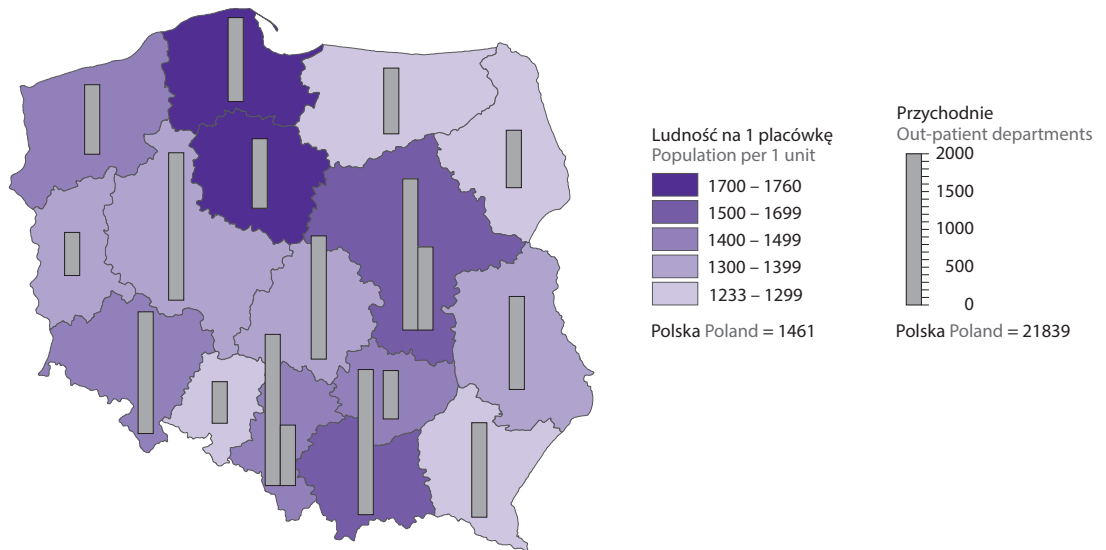 Ludność na 1 placówkę
Population per 1 unit
1700 – 1760
1500 – 1699
1400 – 1499
1300 – 1399
1233 – 1299
Polska Poland = 1461
Przychodnie
Out-patient departments
2000
1500
1000
500
0
Polska Poland = 21839